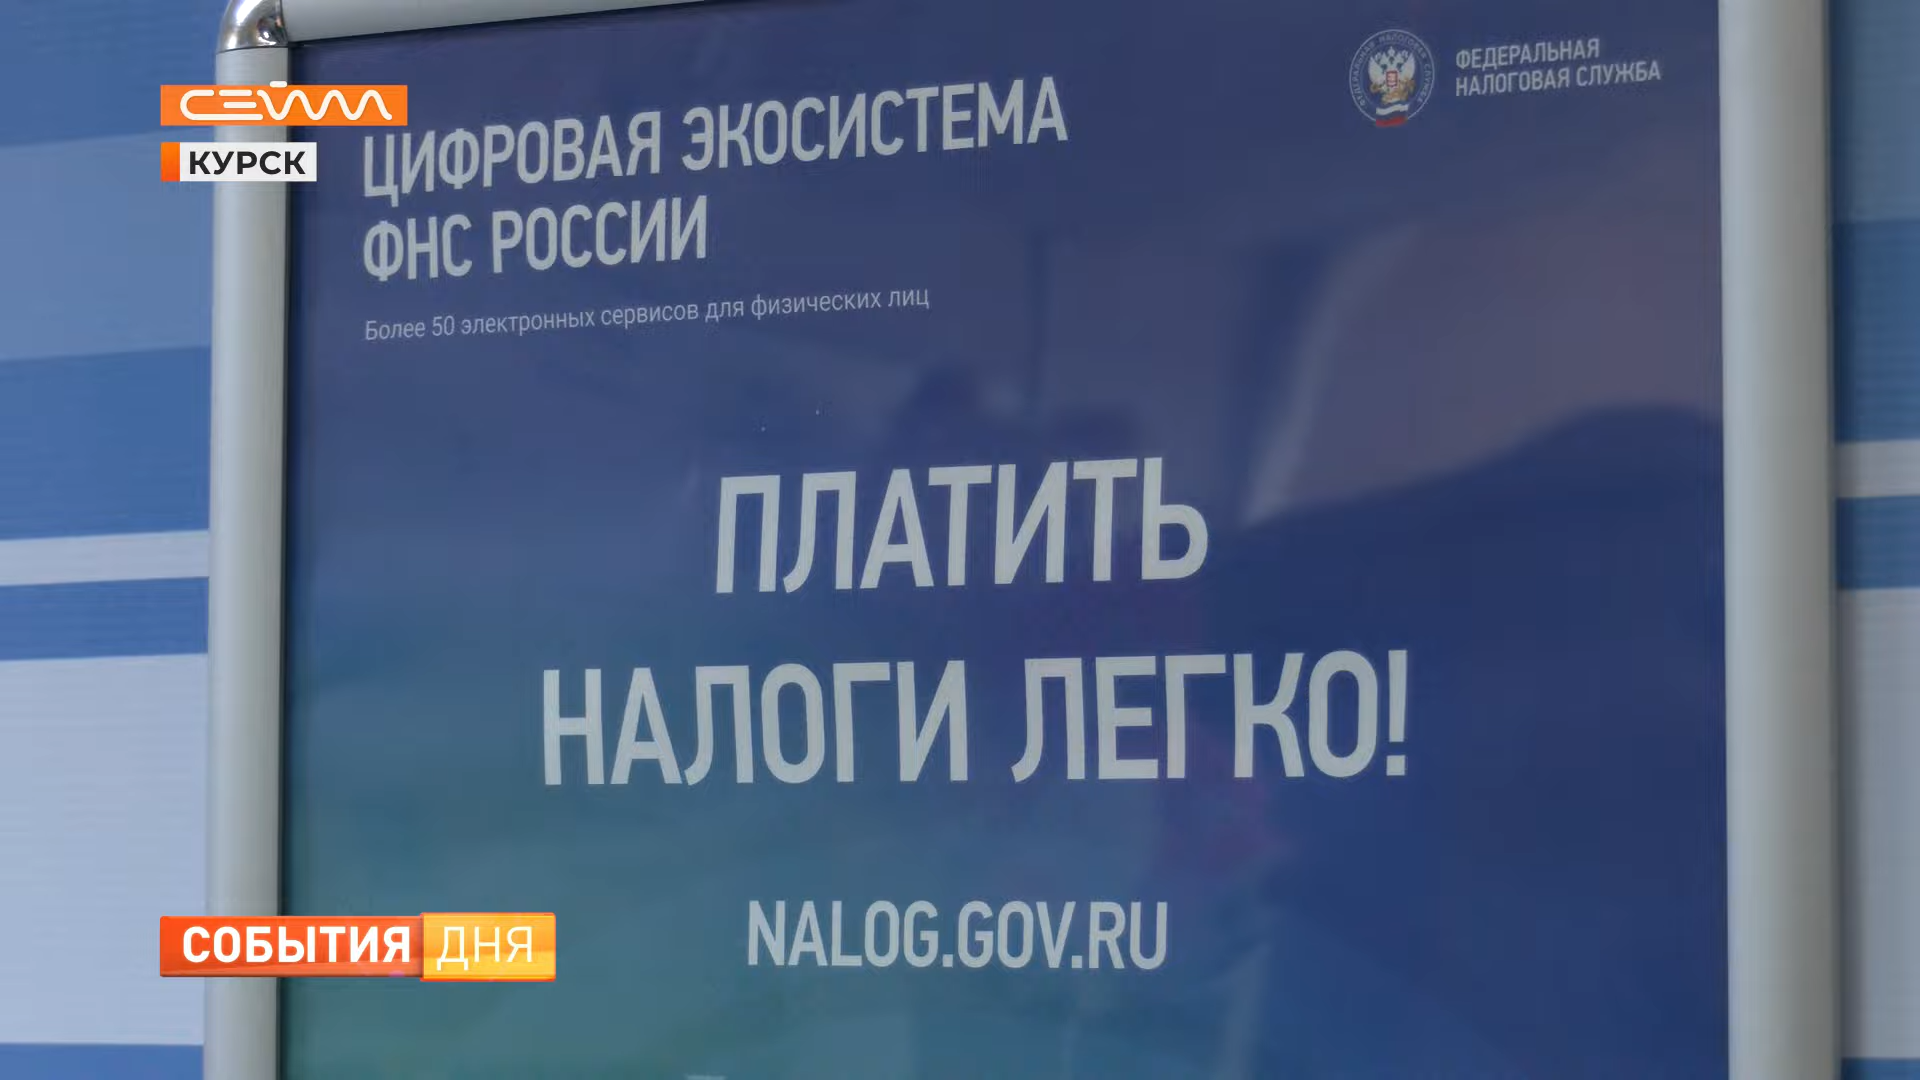 СЕЙМ
КУРСК
ФЕДЕРАЛЬНАЯ
НАЛОГОВАЯ СЛУЖБА
ЦИФРОВАЯ ЭКОСИСТЕМА
ФНС РОССИИ
Более 50 электронных сервисов для физических лиц
ПЛАТИТЬ
НАЛОГИ ЛЕГКО!
NALOG.GOV.RU
СОБЫТИЯ ДНЯ